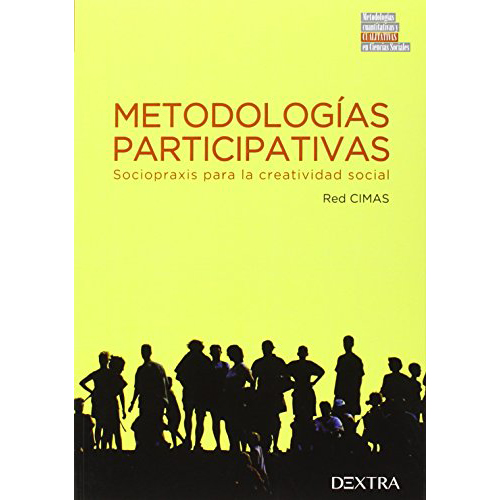 Metodologías
cuantitativas y
CUALITATIVAS
en Ciencias Sociales
METODOLOGÍAS
PARTICIPATIVAS
Sociopraxis para la creatividad social
Red CIMAS
DEXTRA